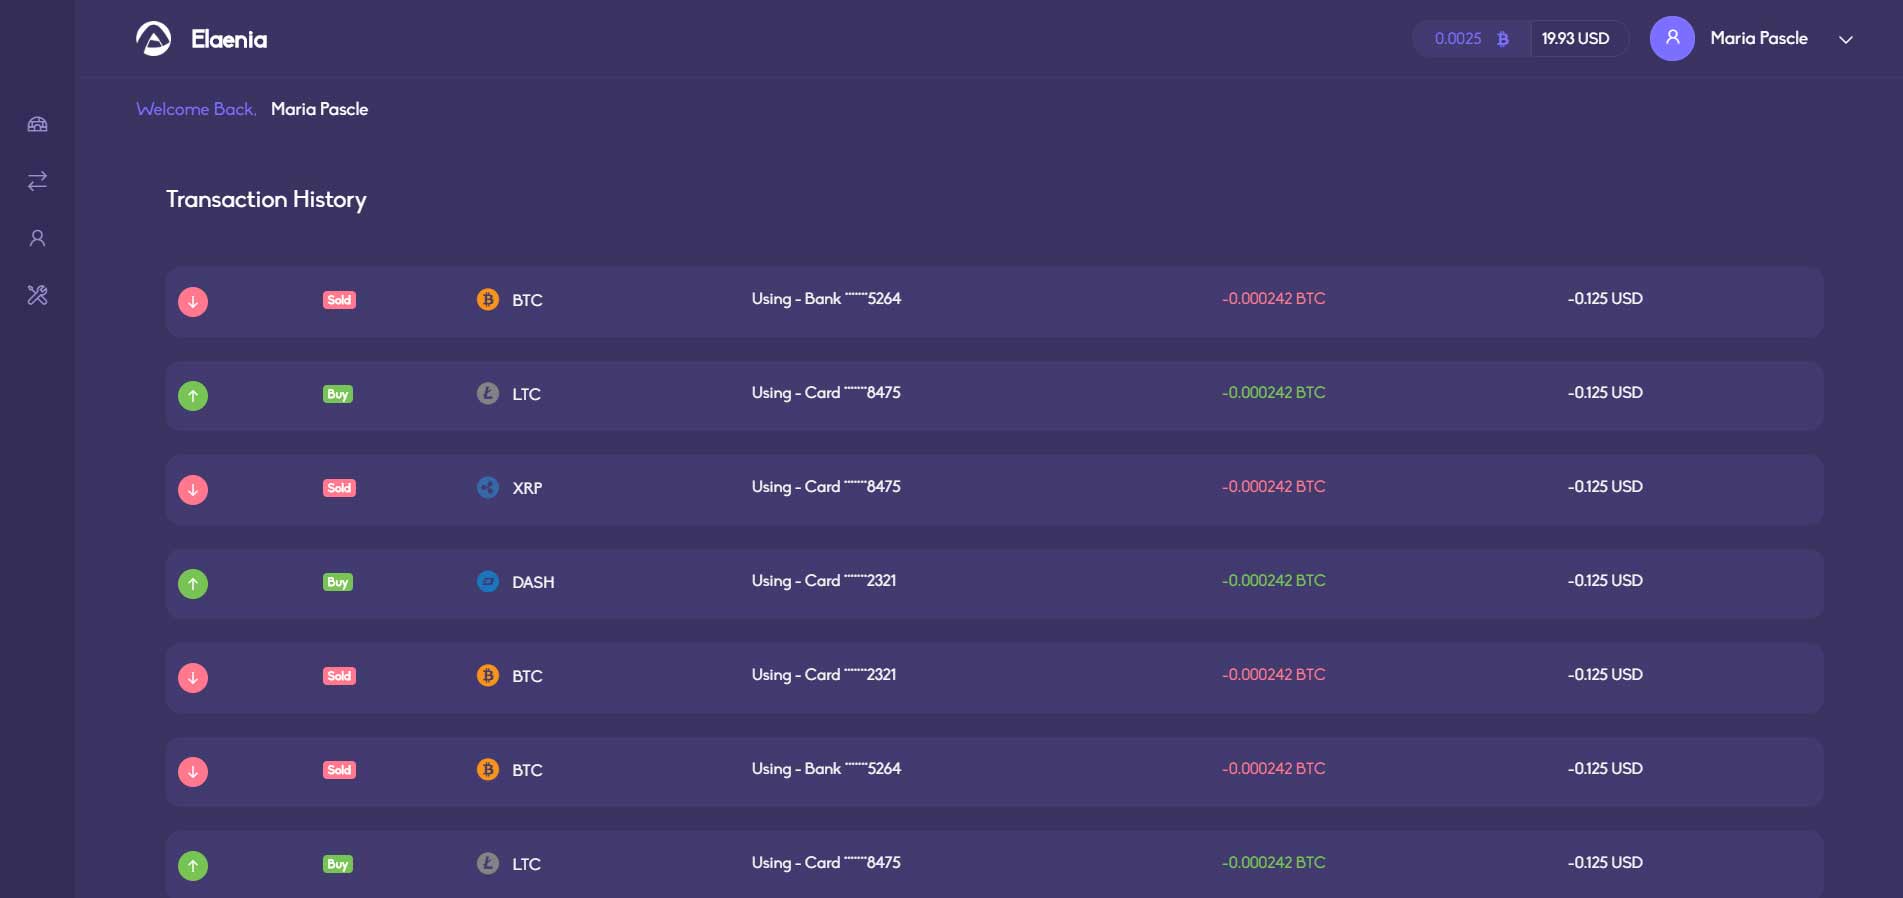 Elaenia
0.0025 19.93 USD Maria Pascle
Welcome Back, Maria Pascle
Transaction History
Sold BTC Using - Bank *******5264 -0.000242 BTC -0.125 USD
Buy LTC Using - Card *******8475 -0.000242 BTC -0.125 USD
Sold XRP Using - Card *******8475 -0.000242 BTC -0.125 USD
Buy DASH Using - Card *******2321 -0.000242 BTC -0.125 USD
Sold BTC Using - Card *******2321 -0.000242 BTC -0.125 USD
Sold BTC Using - Bank *******5264 -0.000242 BTC -0.125 USD
Buy LTC Using - Card *******8475 -0.000242 BTC -0.125 USD